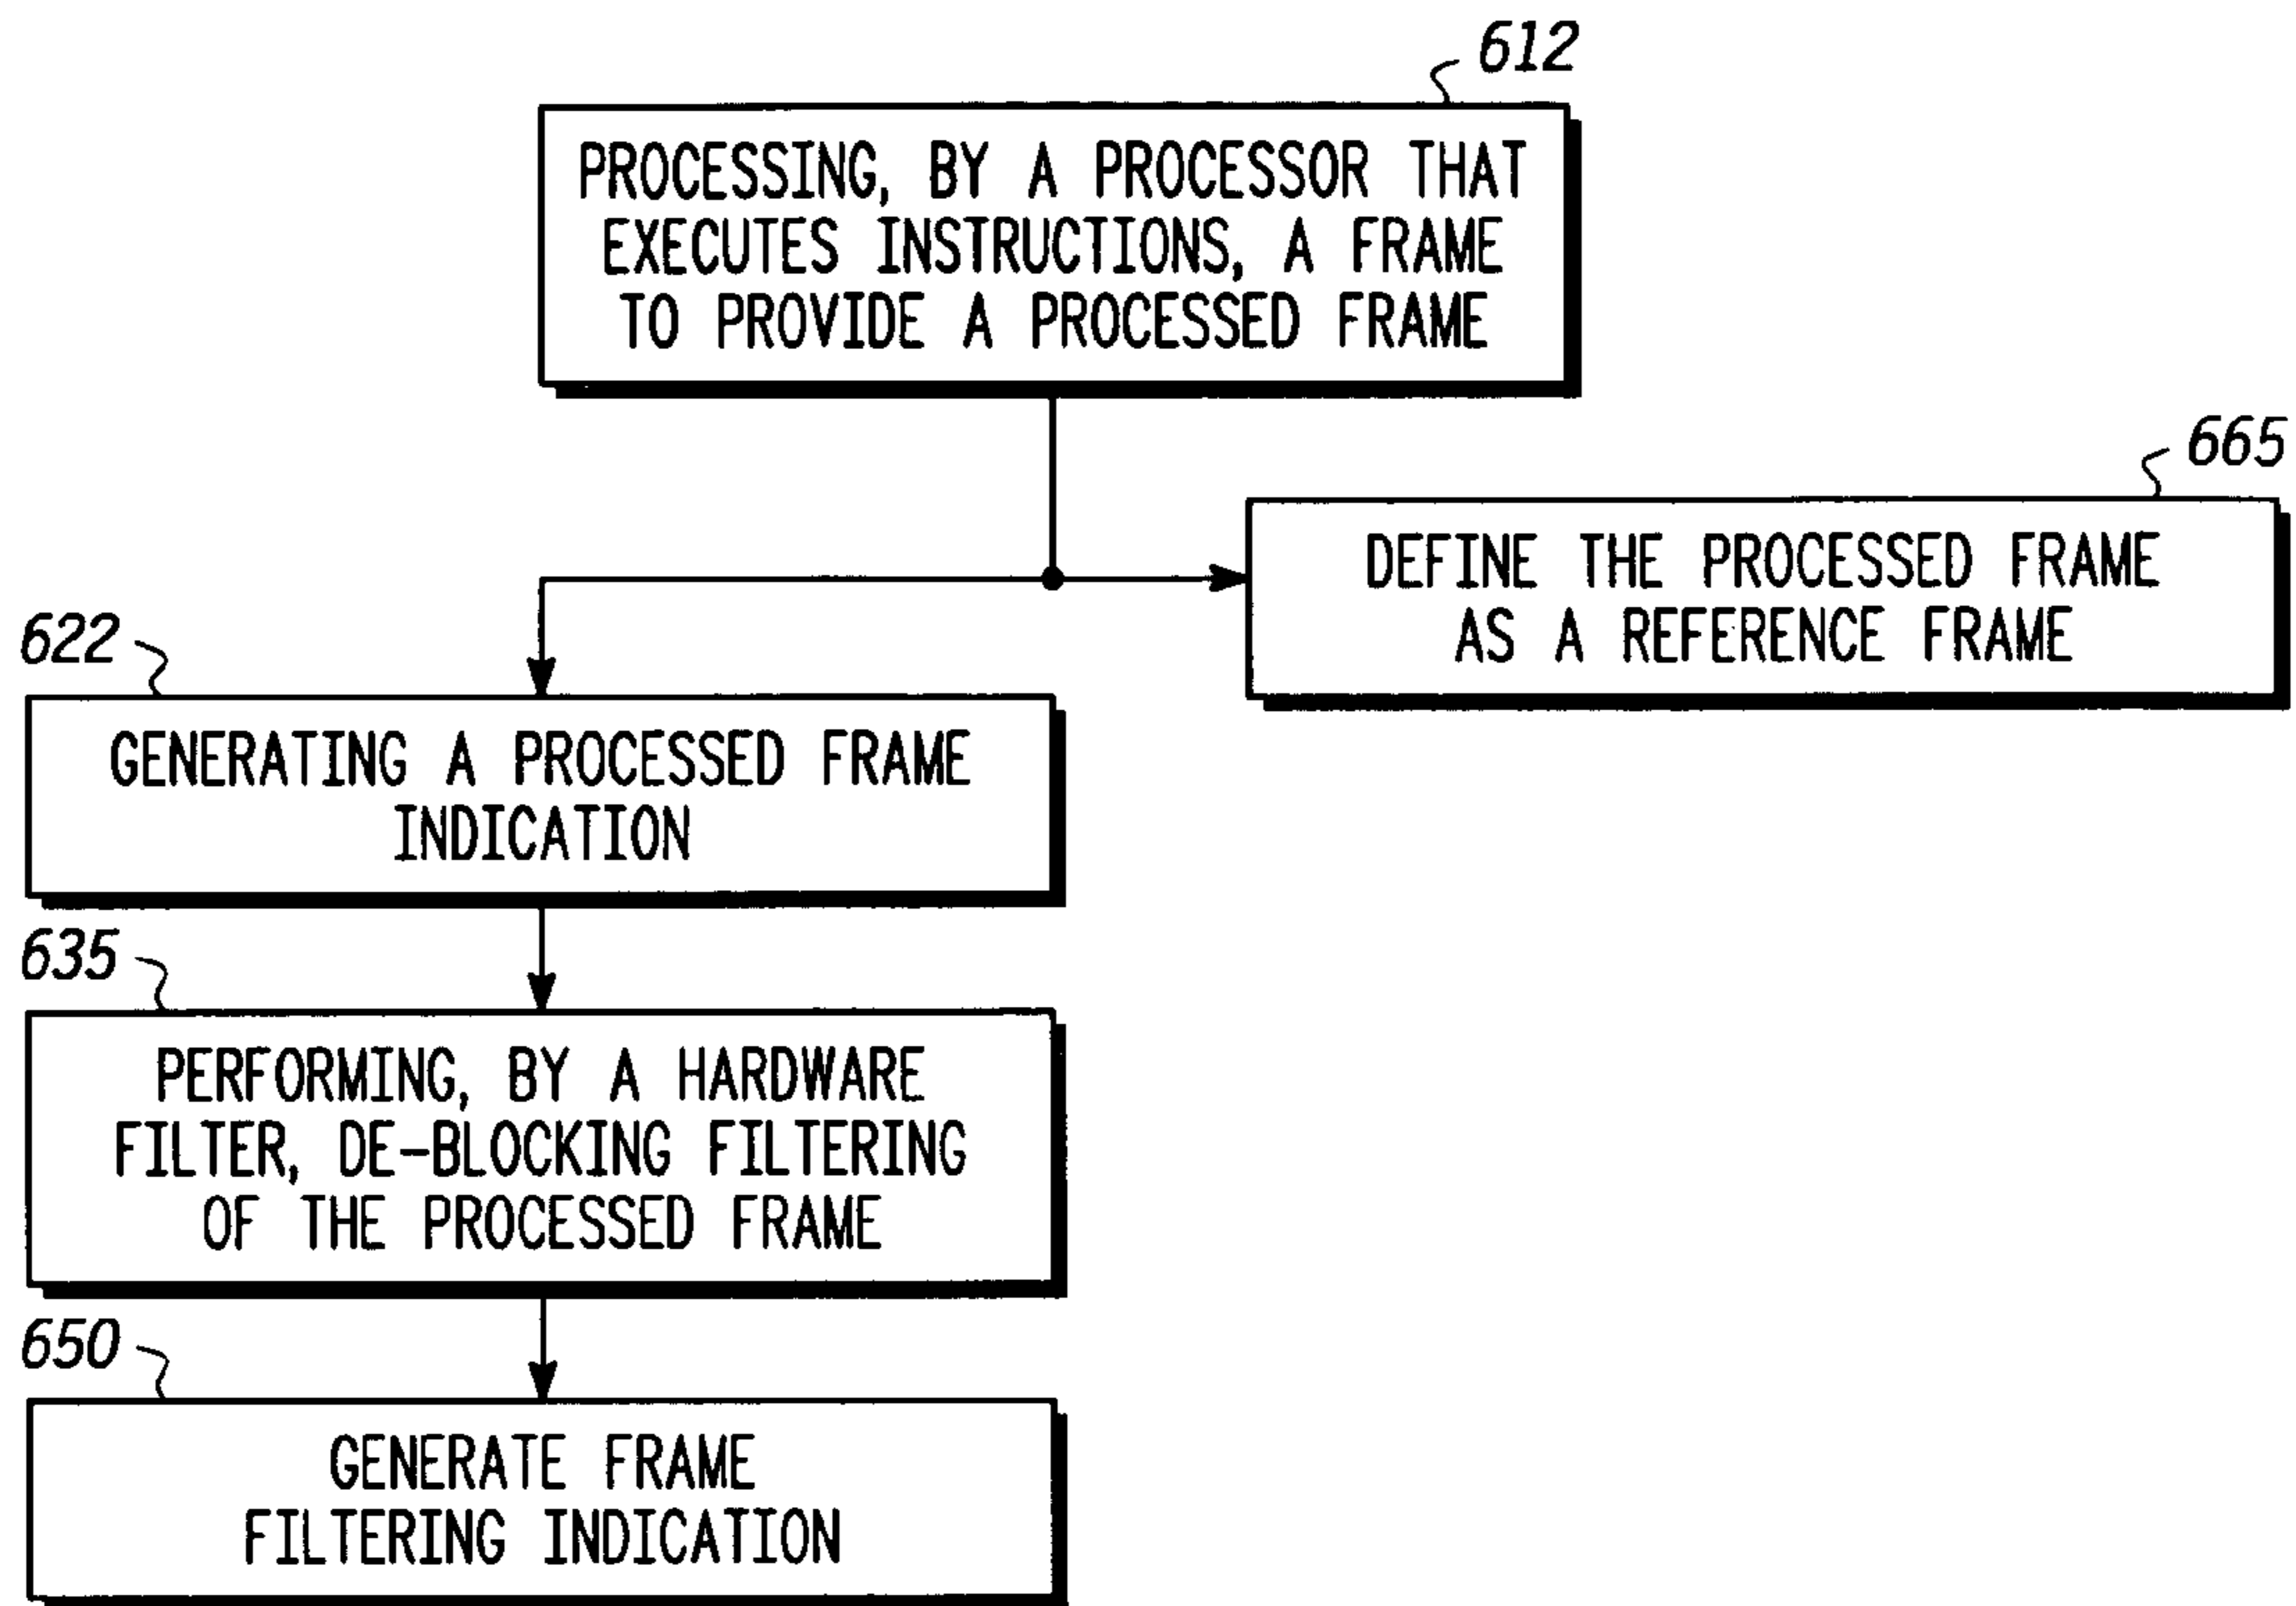 612
PROCESSING, BY A PROCESSOR THAT
EXECUTES INSTRUCTIONS, A FRAME
TO PROVIDE A PROCESSED FRAME
665
DEFINE THE PROCESSED FRAME
AS A REFERENCE FRAME
622
GENERATING A PROCESSED FRAME
INDICATION
635
PERFORMING, BY A HARDWARE
FILTER, DE-BLOCKING FILTERING
OF THE PROCESSED FRAME
650
GENERATE FRAME
FILTERING INDICATION